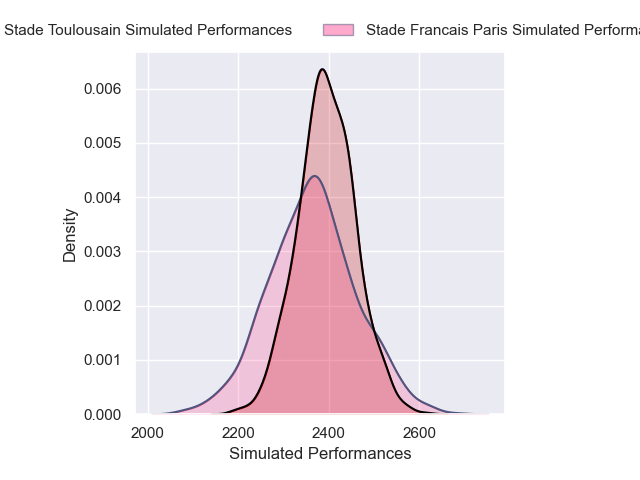 Stade Toulousain Simulated Performances Stade Francais Paris Simulated Performa
0.006
0.005
0.004
0.003
0.002
0.001
0.000
Density
2000 2200 2400 2600
Simulated Performances